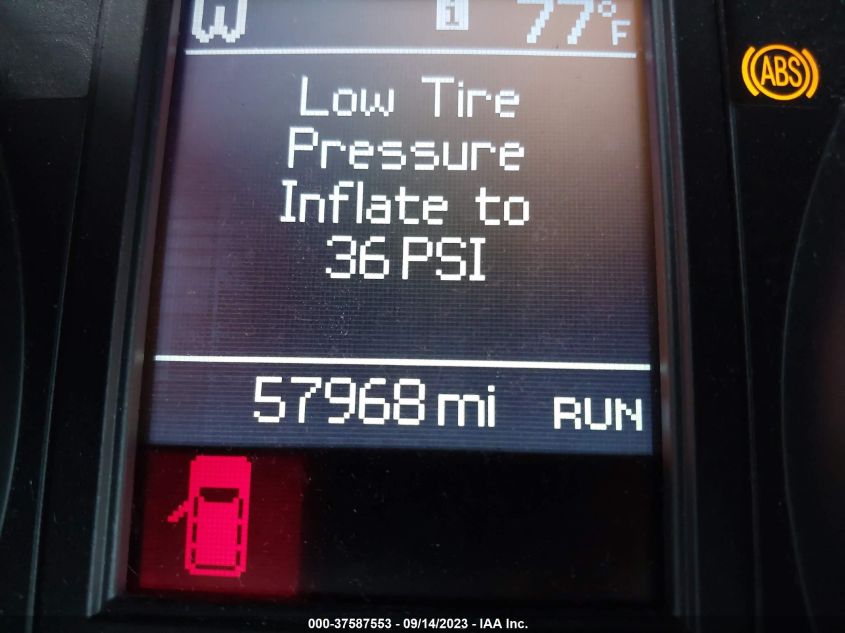 W i 77°F
ABS
Low Tire
Pressure
Inflate to
36 PSI
57968 mi RUN
000-37587553 - 09/14/2023 - IAA Inc.